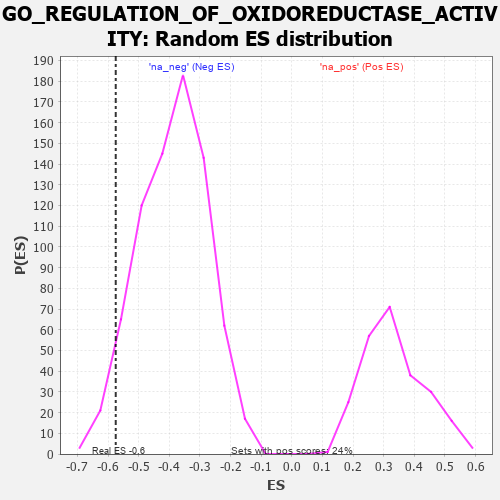 GO_REGULATION_OF_OXIDOREDUCTASE_ACTIV
ITY: Random ES distribution
'na_neg' (Neg ES)
'na_pos' (Pos ES)
190
180
170
160
150
140
130
120
110
100
90
80
70
60
50
40
30
20
10
0
P(ES)
Real ES -0.6
Sets with pos scores: 24%
-0.7 -0.6 -0.5 -0.4 -0.3 -0.2 -0.1 0.0 0.1 0.2 0.3 0.4 0.5 0.6
ES